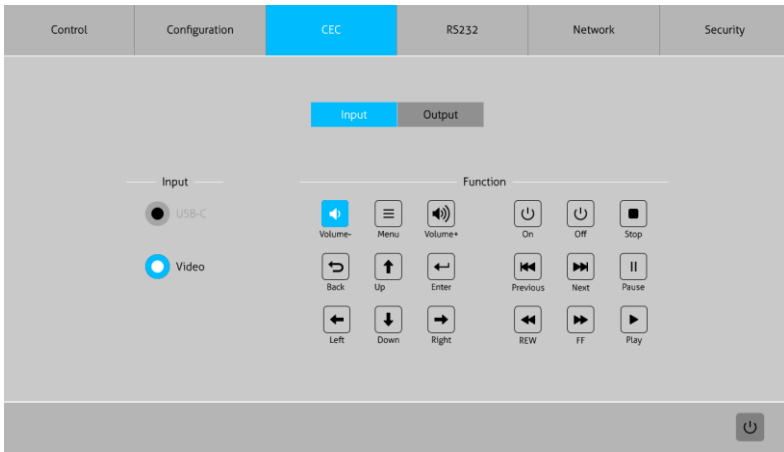 Control Configuration CEC RS232 Network Security
Input Output
Input Function
USB-C
Volume- Menu Volume+ On Off Stop
Video
Back Up Enter Previous Next Pause
Left Down Right REW FF Play